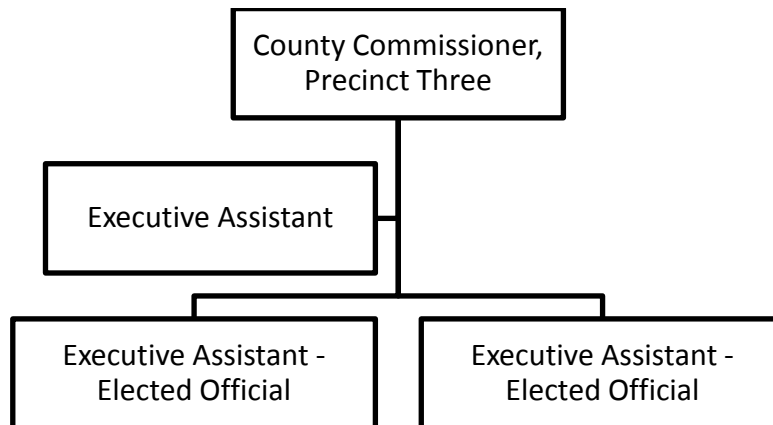 County Commissioner,
Precinct Three
Executive Assistant
Executive Assistant -
Elected Official
Executive Assistant -
Elected Official